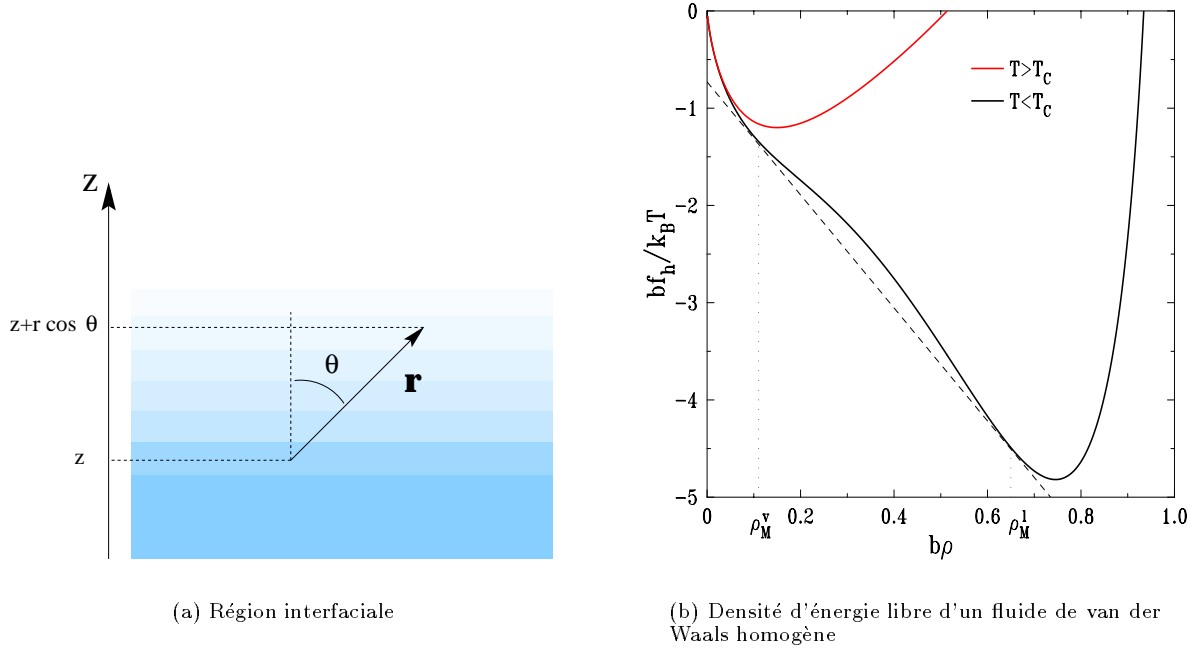 z
z+r cos θ
θ
r
z
(a) Région interfaciale
0
-1
-2
-3
-4
-5
bf_h/k_BT
T>T_C
T<T_C
0
0.2
0.4
0.6
0.8
1.0
ρ_M^v
ρ_M^l
bρ
(b) Densité d'énergie libre d'un fluide de van der
Waals homogène